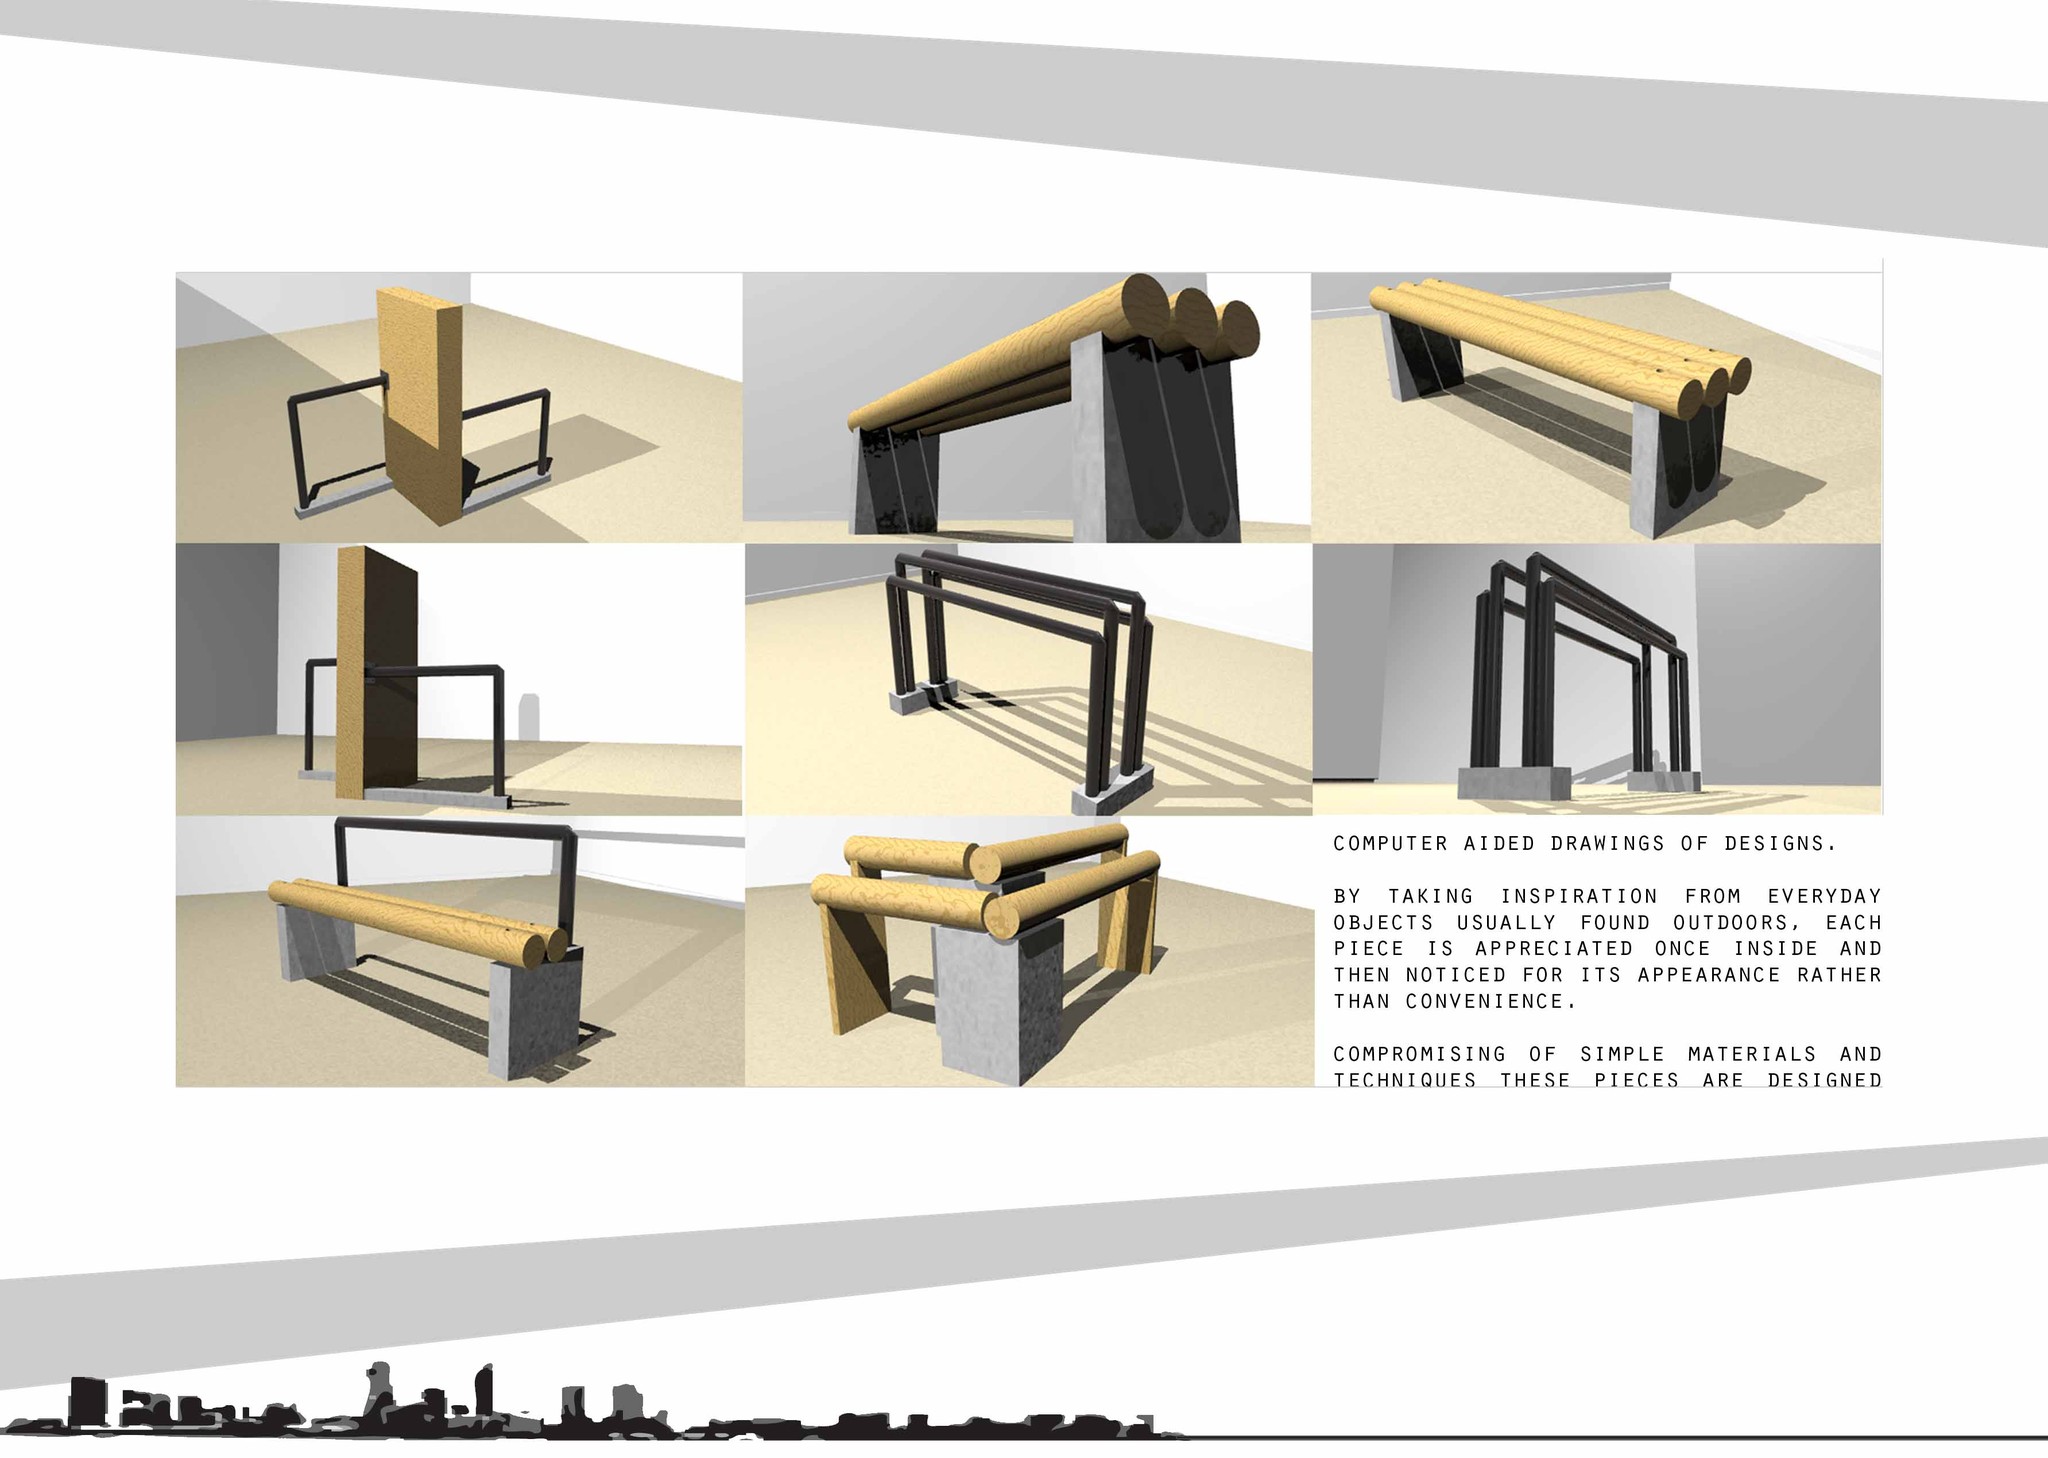 COMPUTER AIDED DRAWINGS OF DESIGNS.
BY TAKING INSPIRATION FROM EVERYDAY
OBJECTS USUALLY FOUND OUTDOORS, EACH
PIECE IS APPRECIATED ONCE INSIDE AND
THEN NOTICED FOR ITS APPEARANCE RATHER
THAN CONVENIENCE.
COMPROMISING OF SIMPLE MATERIALS AND
TECHNIQUES THESE PIECES ARE DESIGNED